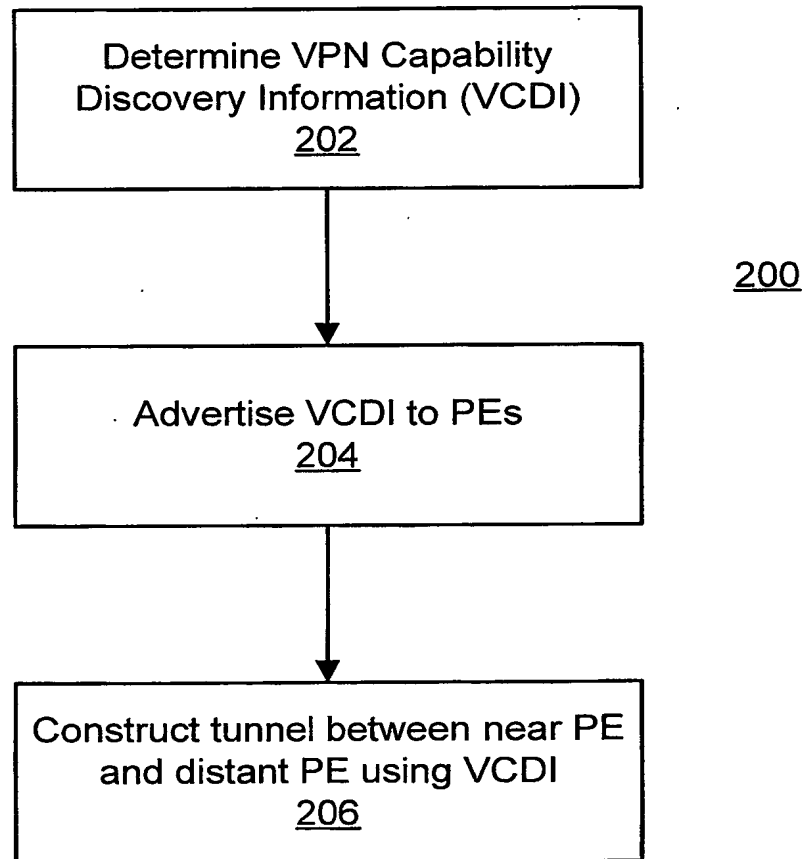 Determine VPN Capability
Discovery Information (VCDI)
202
200
Advertise VCDI to PEs
204
Construct tunnel between near PE
and distant PE using VCDI
206